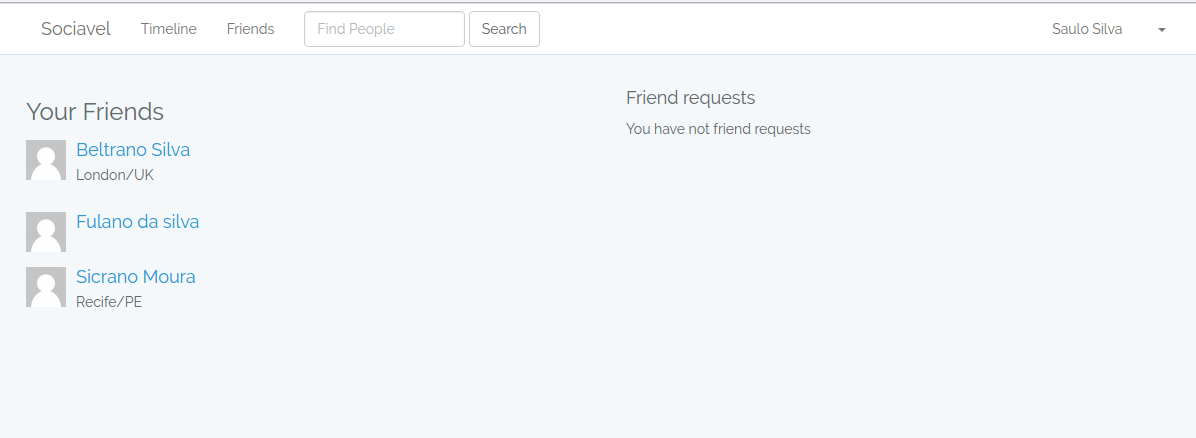 Sociavel Timeline Friends Find People Search Saulo Silva
Your Friends
Beltrano Silva
London/UK
Fulano da silva
Sicrano Moura
Recife/PE
Friend requests
You have not friend requests